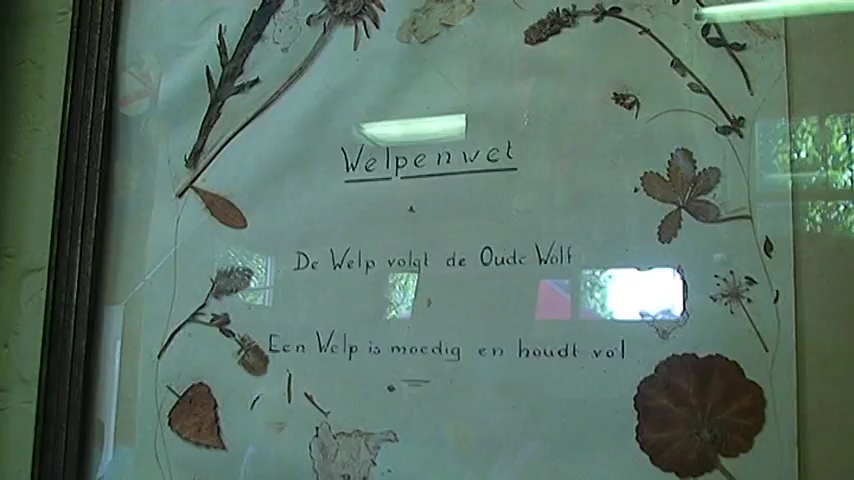 Welpenwet
De Welp volgt de Oude Wolf
Een Welp is moedig en houdt vol